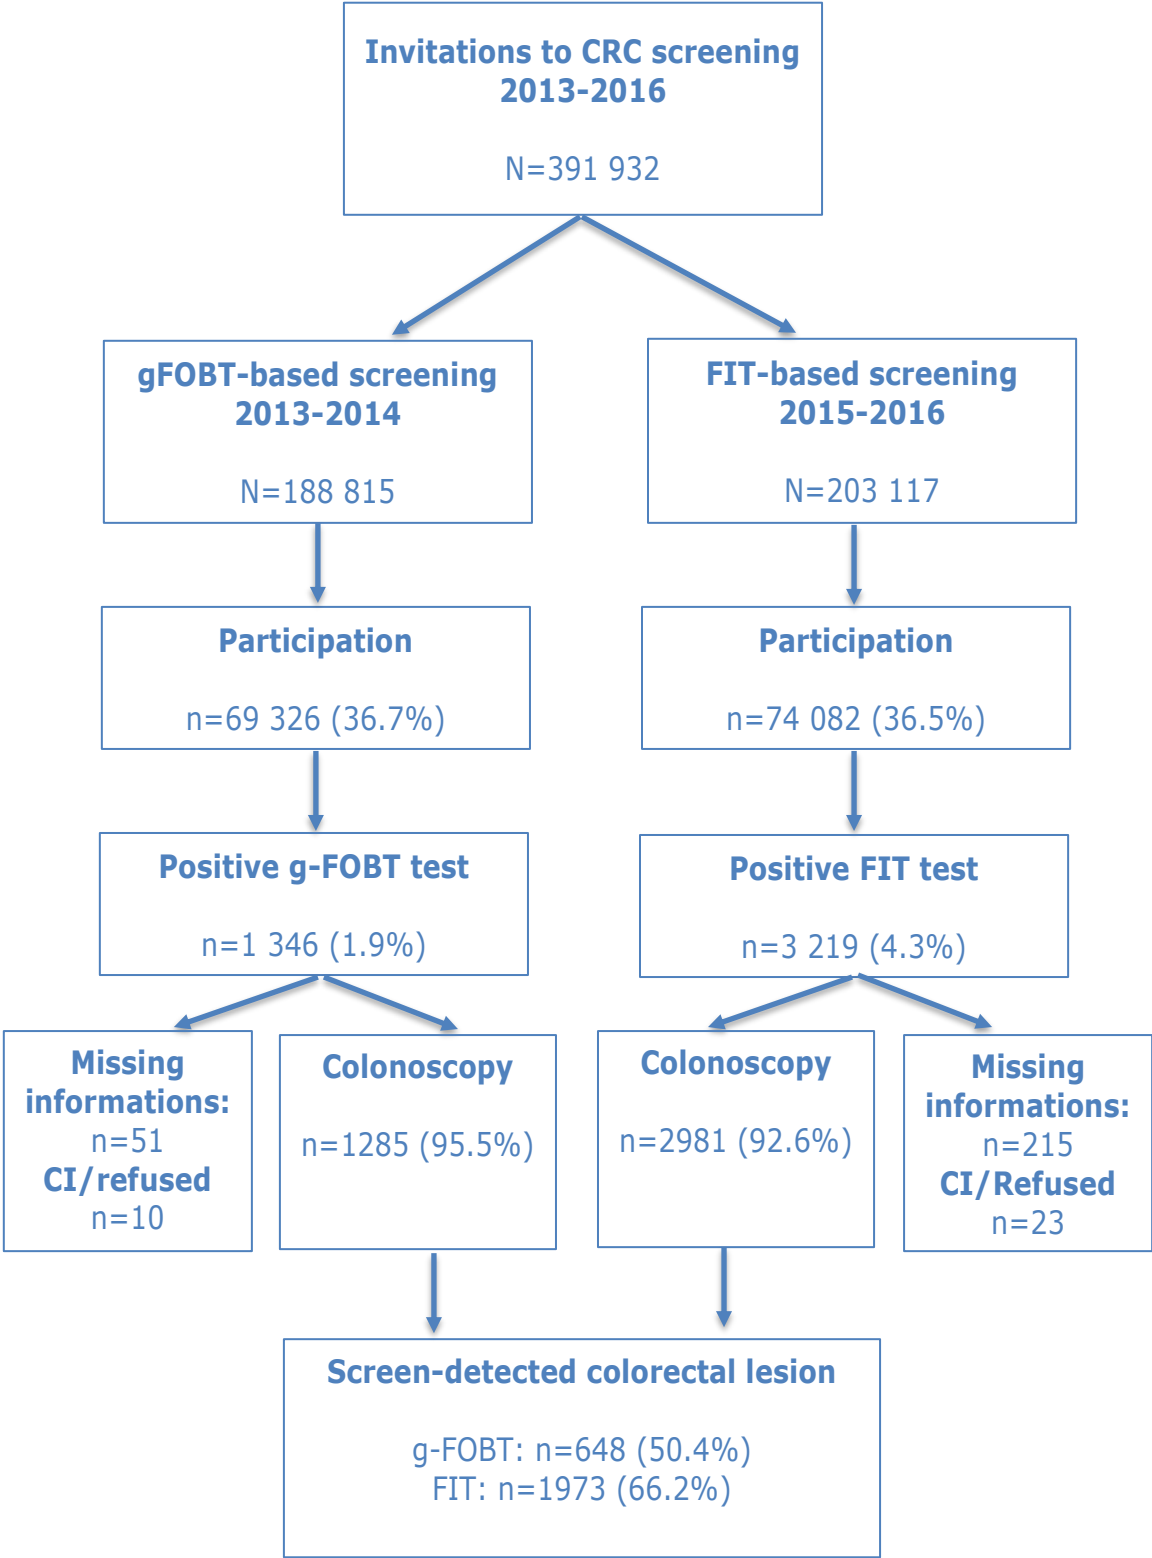 Invitations to CRC screening
2013-2016
N=391 932
gFOBT-based screening
2013-2014
N=188 815
FIT-based screening
2015-2016
N=203 117
Participation
n=69 326 (36.7%)
Participation
n=74 082 (36.5%)
Positive g-FOBT test
n=1 346 (1.9%)
Positive FIT test
n=3 219 (4.3%)
Missing
informations:
n=51
CI/refused
n=10
Colonoscopy
n=1285 (95.5%)
Colonoscopy
n=2981 (92.6%)
Missing
informations:
n=215
CI/Refused
n=23
Screen-detected colorectal lesion
g-FOBT: n=648 (50.4%)
FIT: n=1973 (66.2%)